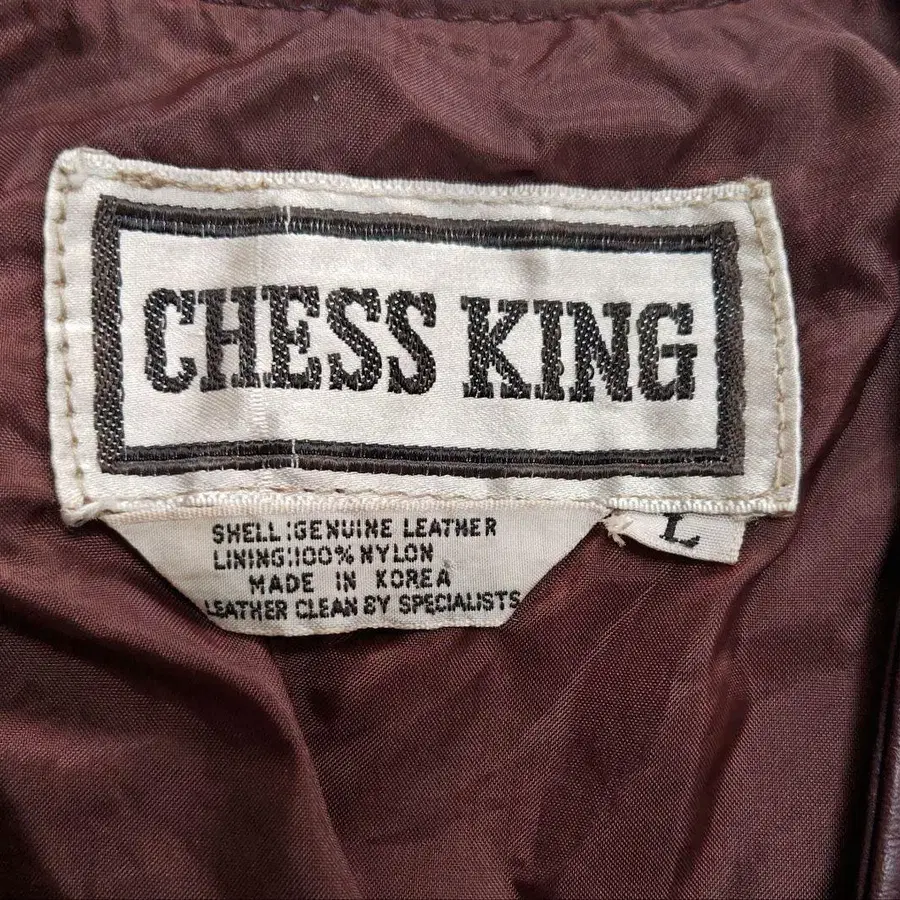 CHESS KING
SHELL:GENUINE LEATHER
LINING:100% NYLON
MADE IN KOREA
LEATHER CLEAN BY SPECIALISTS
L